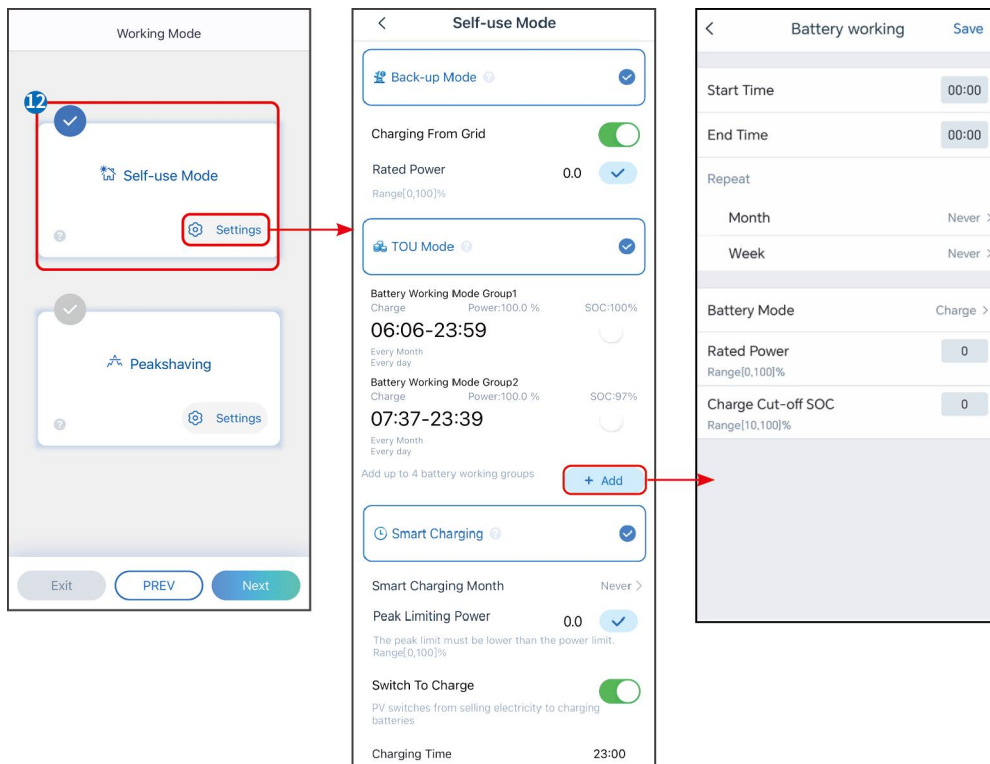 Working Mode
12
Self-use Mode
?
Settings
Peakshaving
?
Settings
Exit
PREV
Next
Self-use Mode
Back-up Mode ?
Charging From Grid
Rated Power 0.0
Range[0,100]%
TOU Mode ?
Battery Working Mode Group1
Charge Power:100.0 % SOC:100%
06:06-23:59
Every Month
Every day
Battery Working Mode Group2
Charge Power:100.0 % SOC:97%
07:37-23:39
Every Month
Every day
Add up to 4 battery working groups
+ Add
Smart Charging ?
Smart Charging Month Never >
Peak Limiting Power 0.0
The peak limit must be lower than the power limit.
Range[0,100]%
Switch To Charge
PV switches from selling electricity to charging
batteries
Charging Time 23:00
Battery working Save
Start Time 00:00
End Time 00:00
Repeat
Month Never >
Week Never >
Battery Mode Charge >
Rated Power 0
Range[0,100]%
Charge Cut-off SOC 0
Range[10,100]%